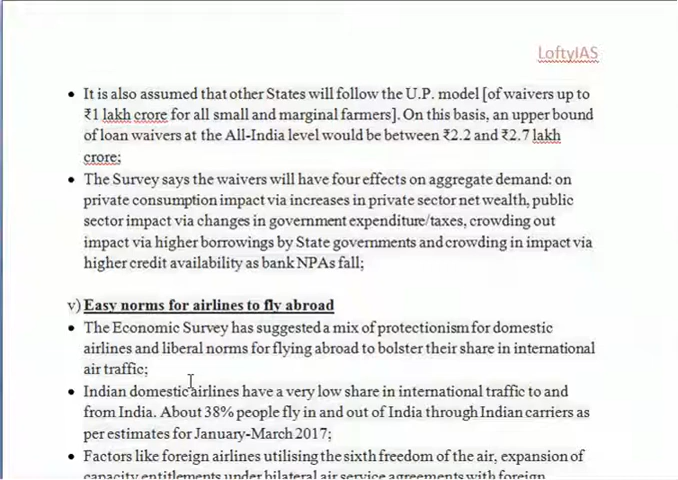 LoftyIAS
• It is also assumed that other States will follow the U.P. model [of waivers up to
₹1 lakh crore for all small and marginal farmers]. On this basis, an upper bound
of loan waivers at the All-India level would be between ₹2.2 and ₹2.7 lakh
crore;
• The Survey says the waivers will have four effects on aggregate demand: on
private consumption impact via increases in private sector net wealth, public
sector impact via changes in government expenditure/taxes, crowding out
impact via higher borrowings by State governments and crowding in impact via
higher credit availability as bank NPAs fall;
v) Easy norms for airlines to fly abroad
• The Economic Survey has suggested a mix of protectionism for domestic
airlines and liberal norms for flying abroad to bolster their share in international
air traffic;
• Indian domestic airlines have a very low share in international traffic to and
from India. About 38% people fly in and out of India through Indian carriers as
per estimates for January-March 2017;
• Factors like foreign airlines utilising the sixth freedom of the air, expansion of
capacity entitlements under bilateral air service agreements with foreign